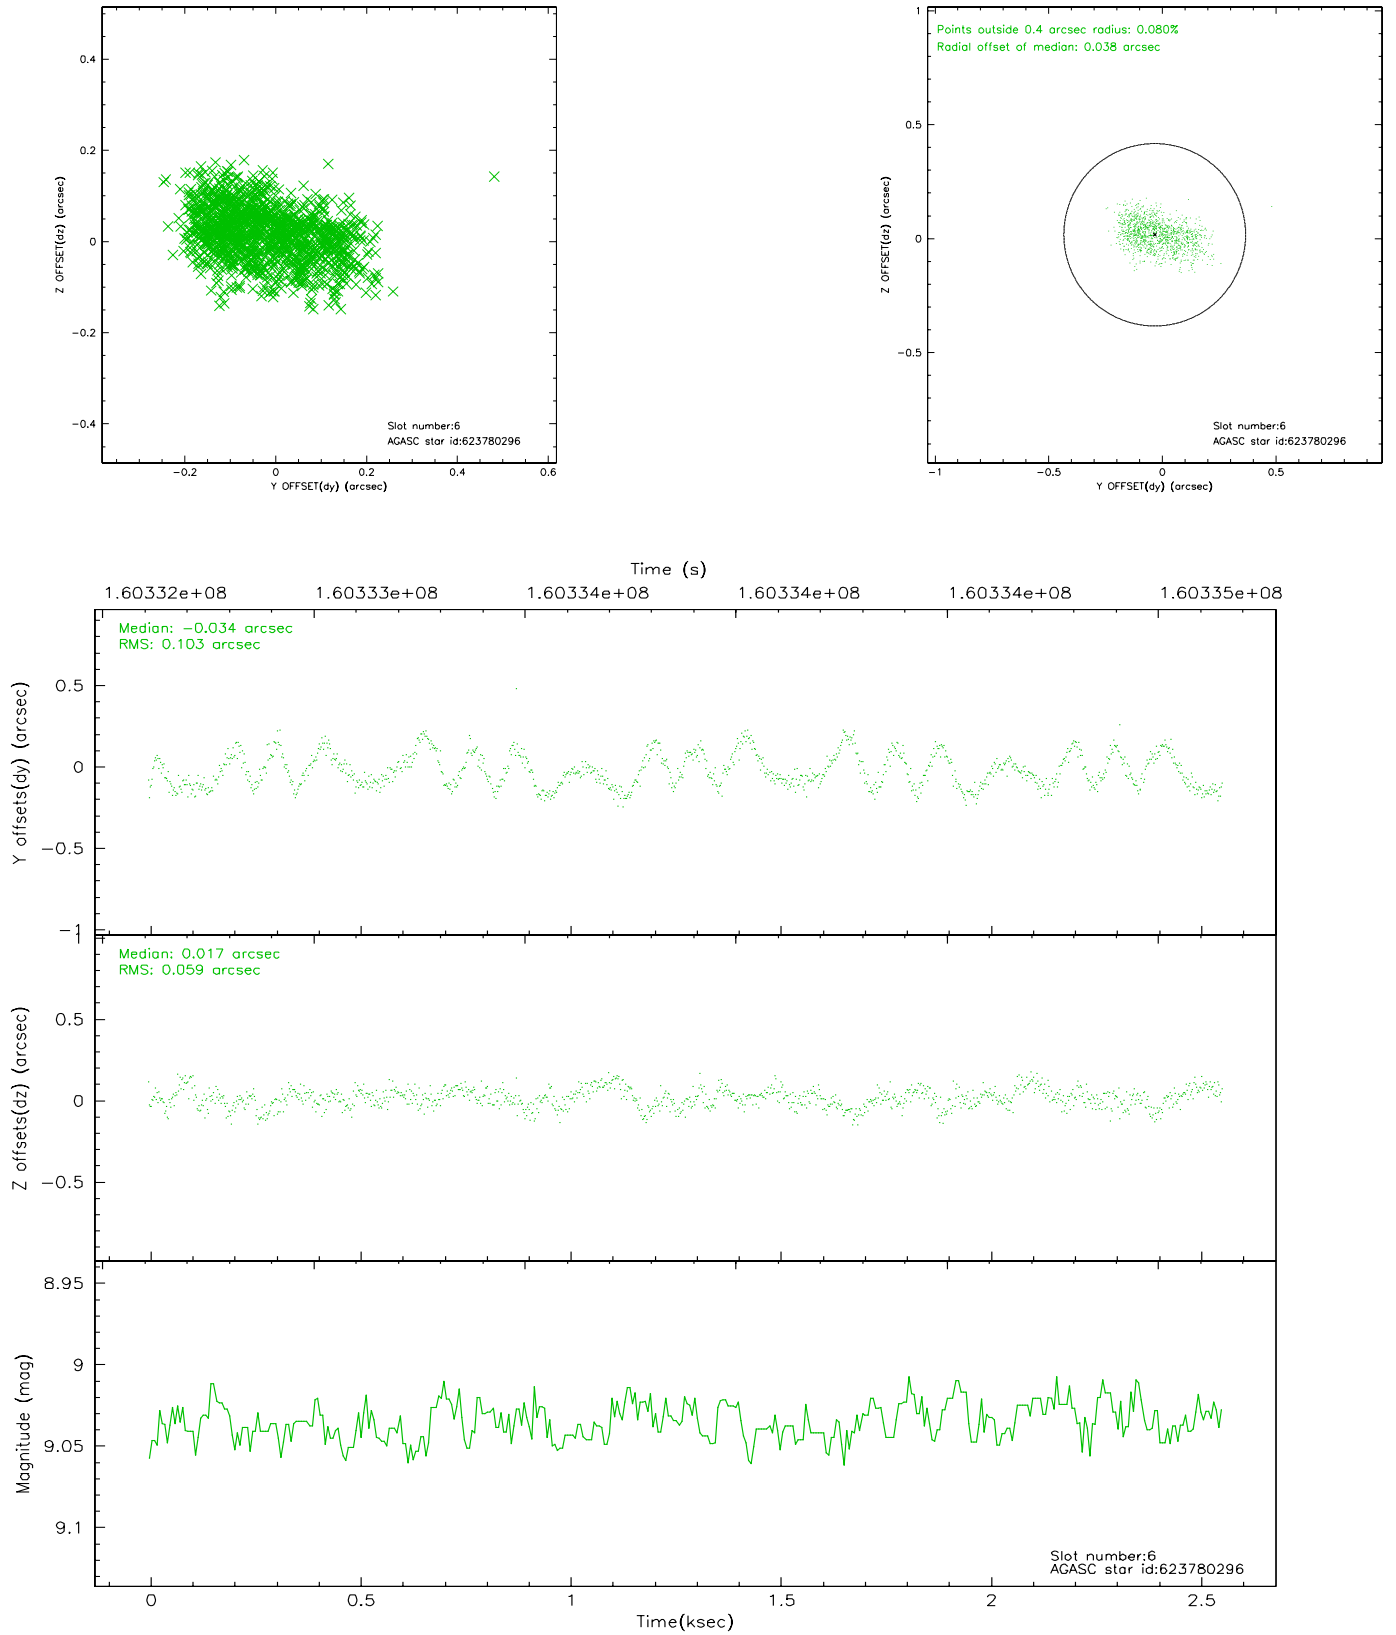 0.4
0.2
0
−0.2
−0.4
Z OFFSET(dz) (arcsec)
Slot number:6
AGASC star id:623780296
−0.2 0 0.2 0.4 0.6
Y OFFSET(dy) (arcsec)
Points outside 0.4 arcsec radius: 0.080%
Radial offset of median: 0.038 arcsec
1
0.5
0
−0.5
Z OFFSET(dz) (arcsec)
Slot number:6
AGASC star id:623780296
−1 −0.5 0 0.5
Y OFFSET(dy) (arcsec)
Time (s)
1.60332e+08 1.60333e+08 1.60334e+08 1.60334e+08 1.60334e+08 1.60335e+08
Median: −0.034 arcsec
RMS: 0.103 arcsec
0.5
0
−0.5
−1
Y offsets(dy) (arcsec)
Median: 0.017 arcsec
RMS: 0.059 arcsec
1
0.5
0
−0.5
Z offsets(dz) (arcsec)
8.95
9
9.05
9.1
Magnitude (mag)
Slot number:6
AGASC star id:623780296
0 0.5 1 1.5 2 2.5
Time(ksec)